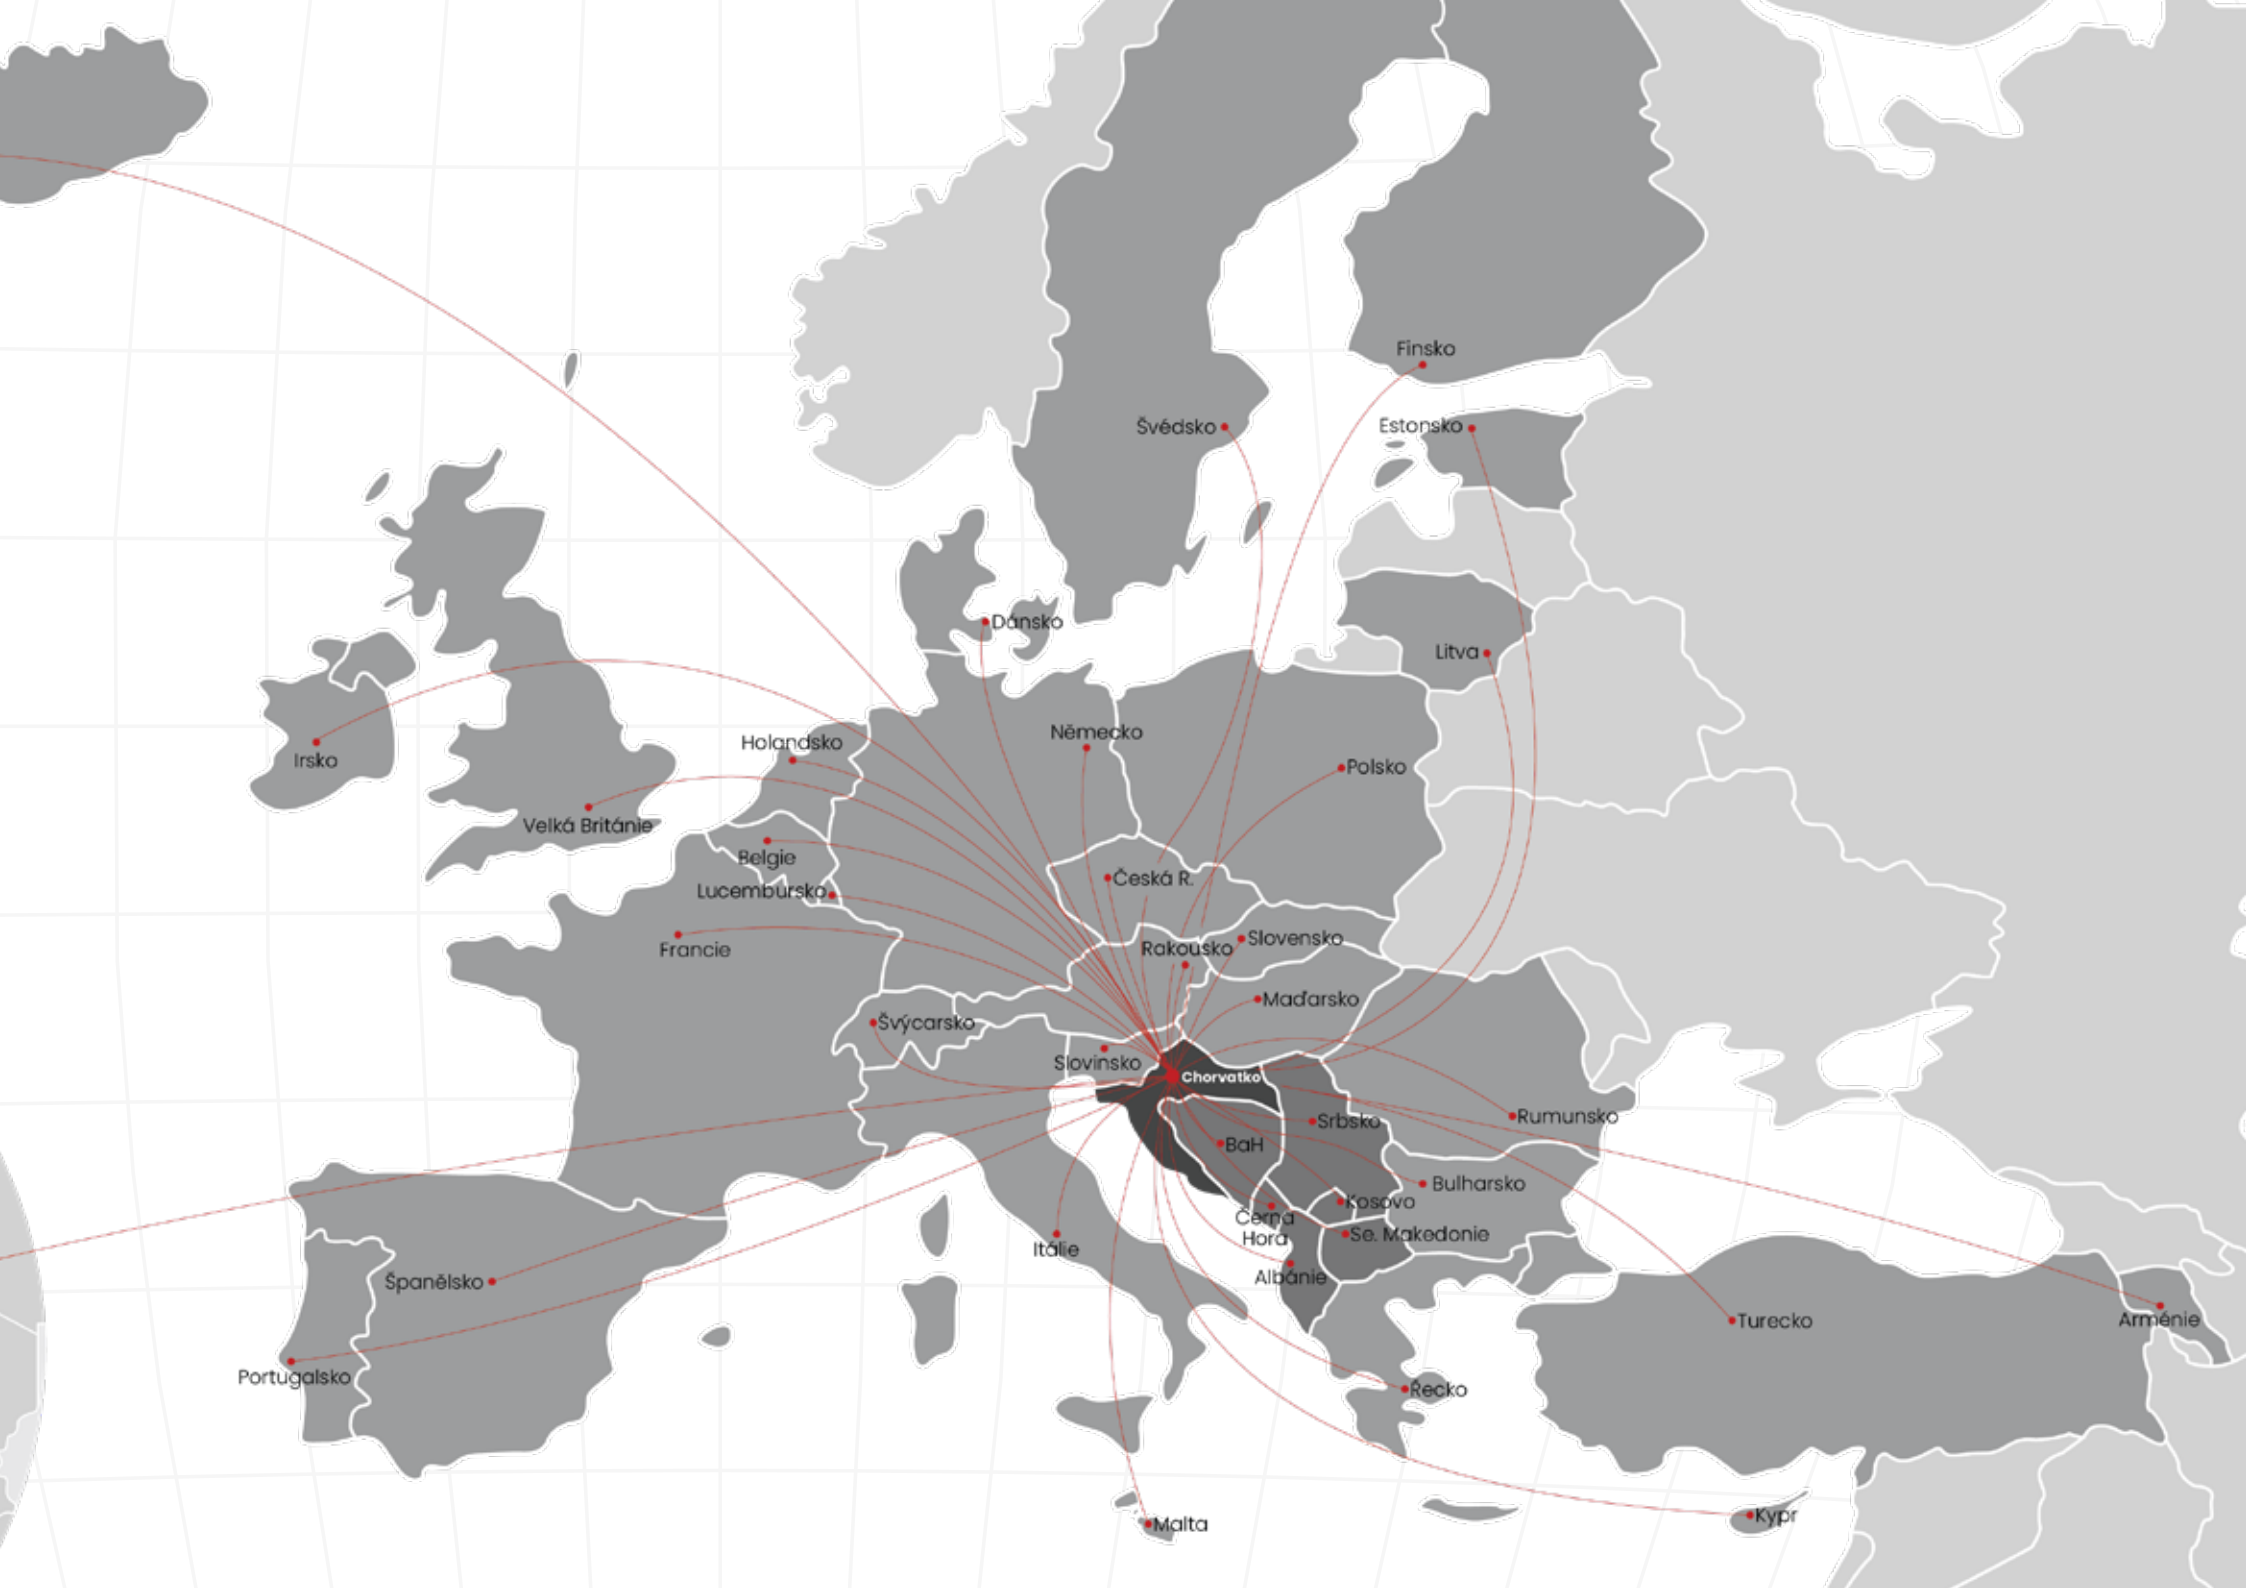 Finsko
Švédsko
Estonsko
Dánsko
Litva
Německo
Holandsko
Irsko
Polsko
Velká Británie
Belgie
Česká R.
Lucembursko
Slovensko
Rakousko
Francie
Maďarsko
Švýcarsko
Slovinsko
Chorvatko
Rumunsko
Srbsko
BaH
Bulharsko
Kosovo
Černá
Hora
Se. Makedonie
Itálie
Albánie
Španělsko
Turecko
Arménie
Portugalsko
Řecko
Kypr
Malta